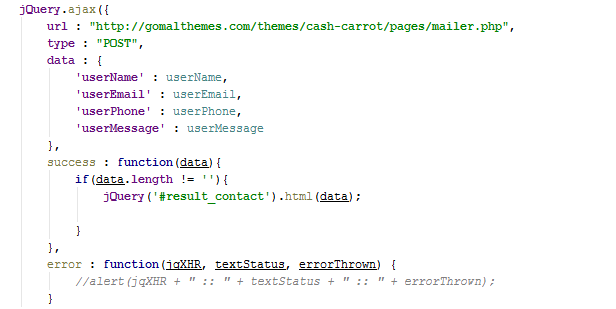 jQuery.ajax({
url : "http://gomalthemes.com/themes/cash-carrot/pages/mailer.php",
type : "POST",
data : {
'userName' : userName,
'userEmail' : userEmail,
'userPhone' : userPhone,
'userMessage' : userMessage
},
success : function(data){
if(data.length != ''){
jQuery('#result_contact').html(data);
}
},
error : function(jqXHR, textStatus, errorThrown) {
//alert(jqXHR + " :: " + textStatus + " :: " + errorThrown);
}